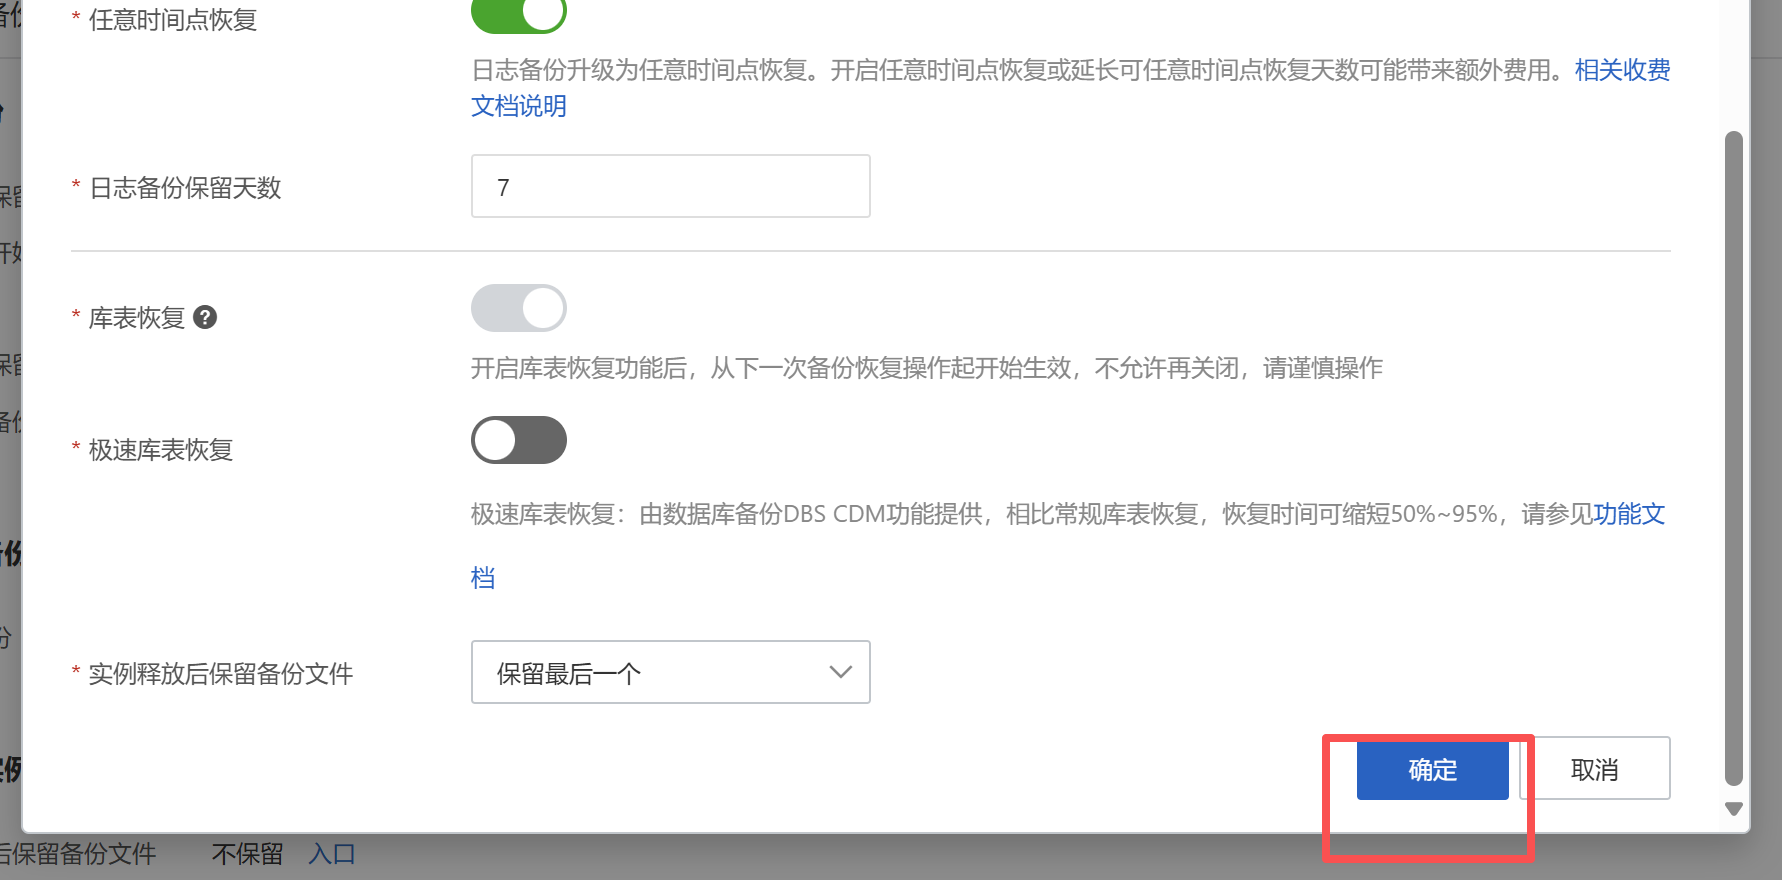 * 任意时间点恢复
日志备份升级为任意时间点恢复。开启任意时间点恢复或延长可任意时间点恢复天数可能带来额外费用。相关收费
文档说明
* 日志备份保留天数
7
* 库表恢复 ?
开启库表恢复功能后，从下一次备份恢复操作起开始生效，不允许再关闭，请谨慎操作
* 极速库表恢复
极速库表恢复：由数据库备份DBS CDM功能提供，相比常规库表恢复，恢复时间可缩短50%~95%，请参见功能文
档
* 实例释放后保留备份文件
保留最后一个
确定
取消
后保留备份文件 不保留 入口